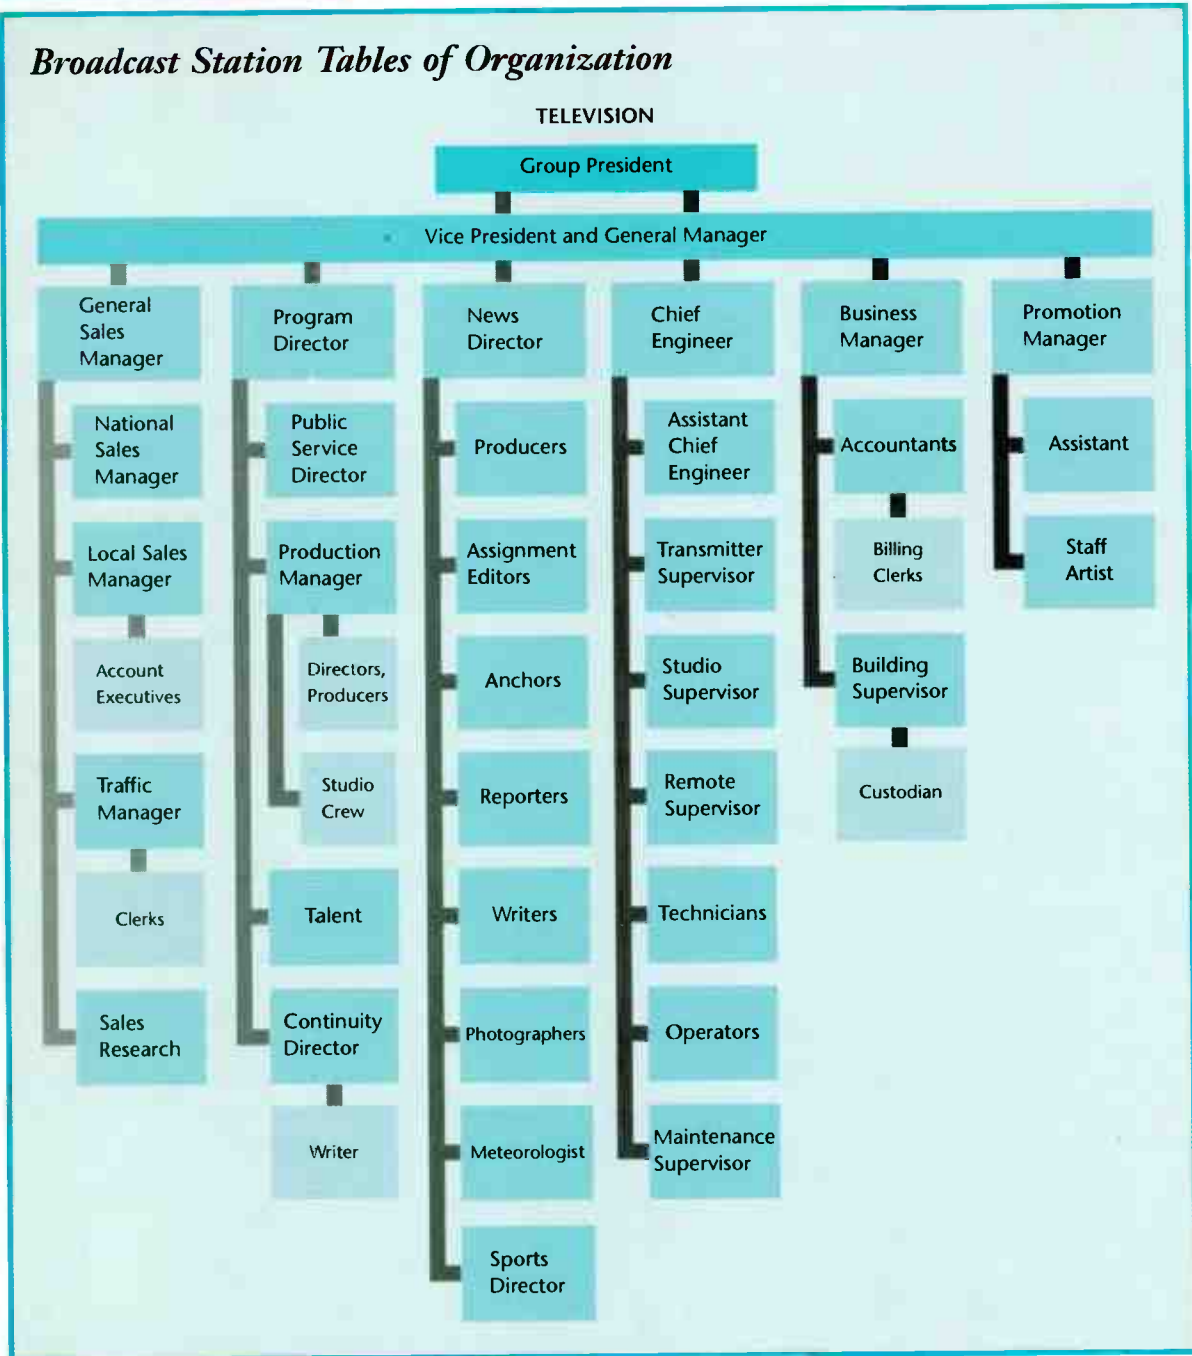 Broadcast Station Tables of Organization
TELEVISION
Group President
Vice President and General Manager
General
Sales
Manager
National
Sales
Manager
Local Sales
Manager
Account
Executives
Traffic
Manager
Clerks
Sales
Research
Program
Director
Public
Service
Director
Production
Manager
Directors,
Producers
Studio
Crew
Talent
Continuity
Director
Writer
News
Director
Producers
Assignment
Editors
Anchors
Reporters
Writers
Photographers
Meteorologist
Sports
Director
Chief
Engineer
Assistant
Chief
Engineer
Transmitter
Supervisor
Studio
Supervisor
Remote
Supervisor
Technicians
Operators
Maintenance
Supervisor
Business
Manager
Accountants
Billing
Clerks
Building
Supervisor
Custodian
Promotion
Manager
Assistant
Staff
Artist